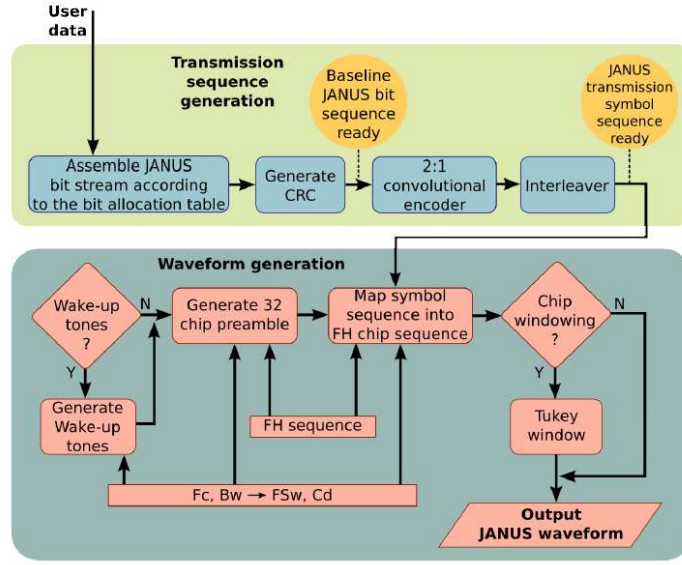 User
data
Transmission
sequence
generation
Baseline
JANUS bit
sequence
ready
JANUS
transmission
symbol
sequence
ready
Assemble JANUS
bit stream according
to the bit allocation table
Generate
CRC
2:1
convolutional
encoder
Interleaver
Waveform generation
Wake-up
tones
?
N
Y
Generate
Wake-up
tones
Generate 32
chip preamble
Map symbol
sequence into
FH chip sequence
Chip
windowing
?
N
Y
Tukey
window
FH sequence
Fc, Bw → FSw, Cd
Output
JANUS waveform